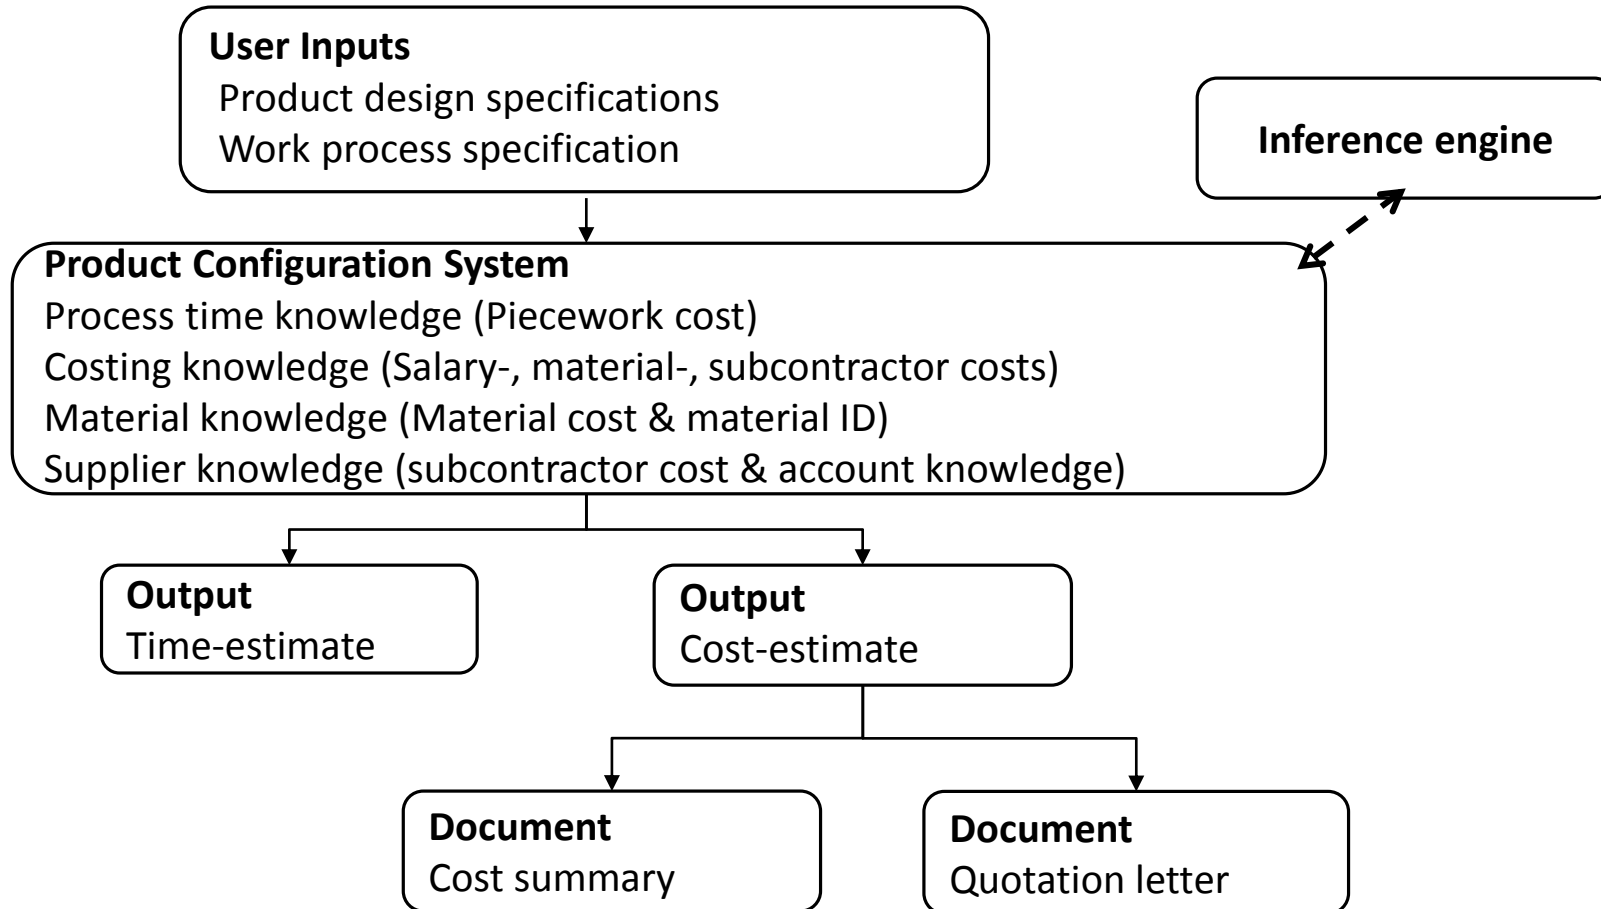 User Inputs
Product design specifications
Work process specification
Inference engine
Product Configuration System
Process time knowledge (Piecework cost)
Costing knowledge (Salary-, material-, subcontractor costs)
Material knowledge (Material cost & material ID)
Supplier knowledge (subcontractor cost & account knowledge)
Output
Time-estimate
Output
Cost-estimate
Document
Cost summary
Document
Quotation letter